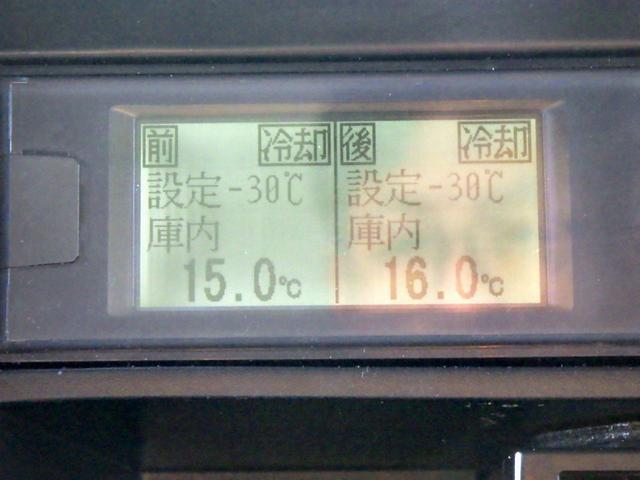 前 冷却
設定-30℃
庫内
15.0℃
後 冷却
設定-30℃
庫内
16.0℃